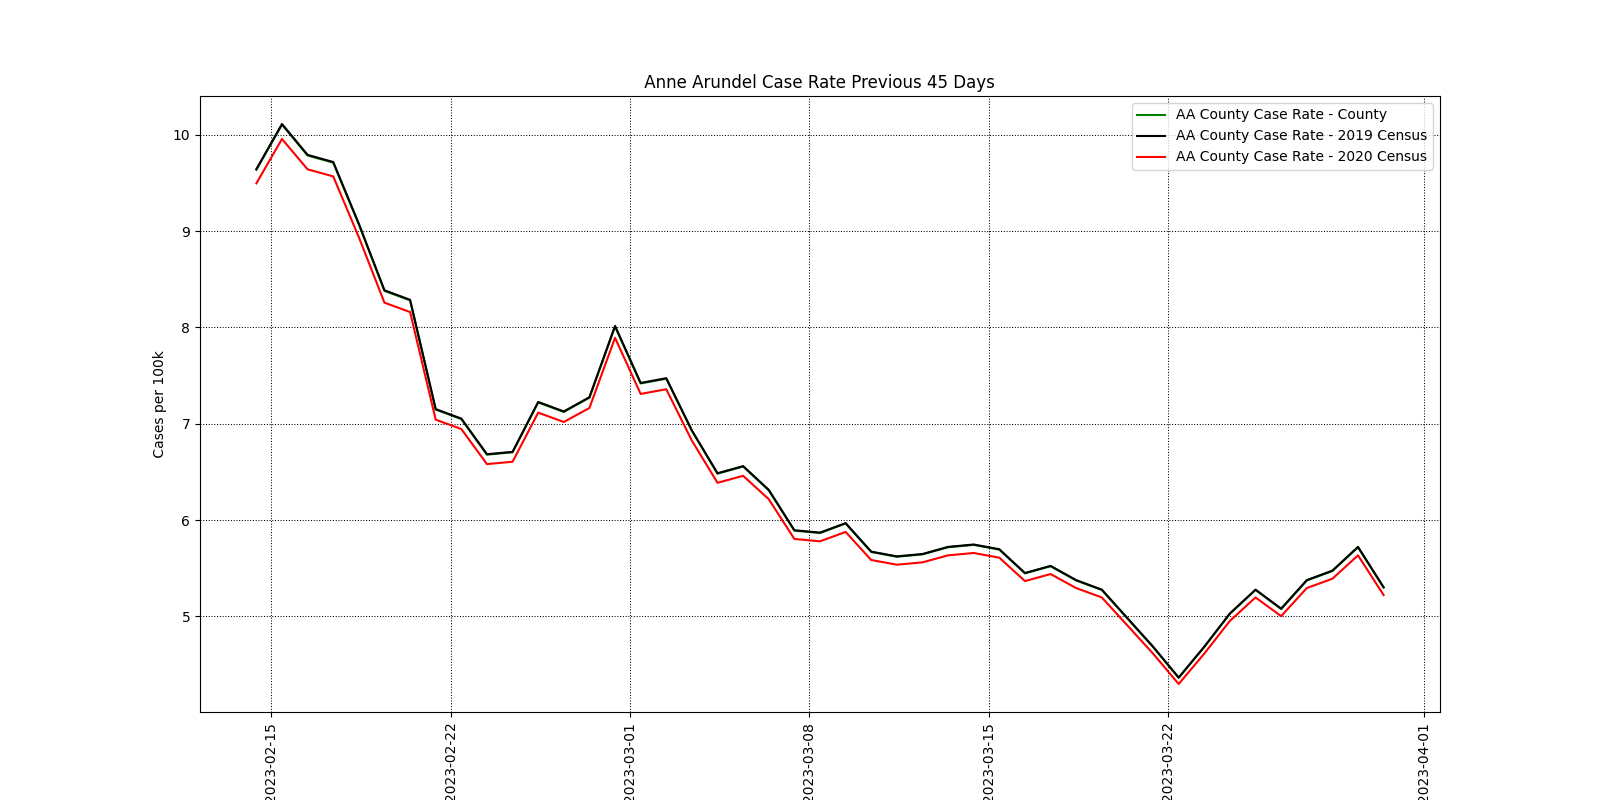 Anne Arundel Case Rate Previous 45 Days
AA County Case Rate - County
AA County Case Rate - 2019 Census
AA County Case Rate - 2020 Census
Cases per 100k
10
9
8
7
6
5
2023-02-15
2023-02-22
2023-03-01
2023-03-08
2023-03-15
2023-03-22
2023-04-01